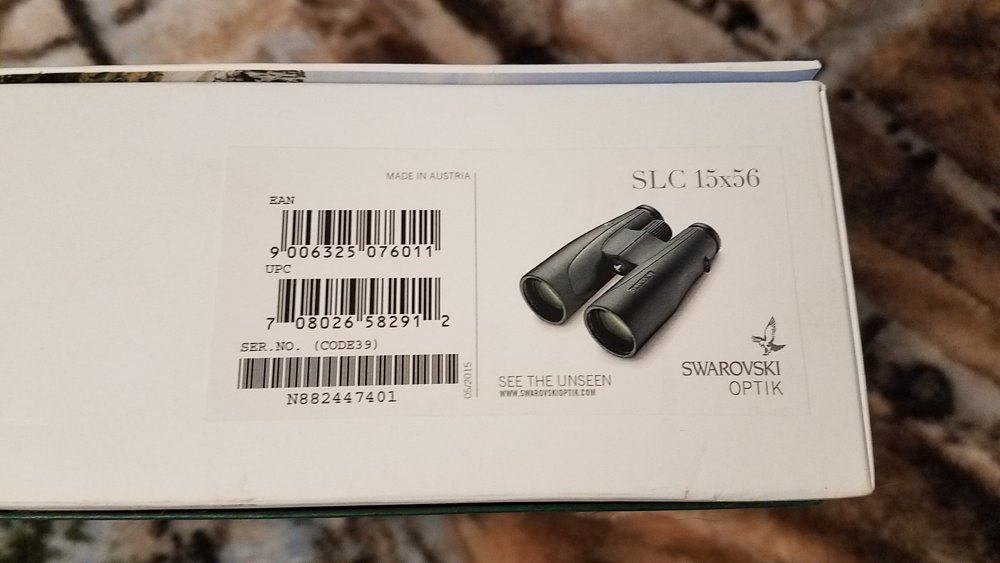 MADE IN AUSTRIA
EAN
9 006325 076011
UPC
7 08026 58291 2
SER.NO. (CODE39)
N882447401
05/2015
SLC 15x56
SEE THE UNSEEN
WWW.SWAROVSKIOPTIK.COM
SWAROVSKI
OPTIK